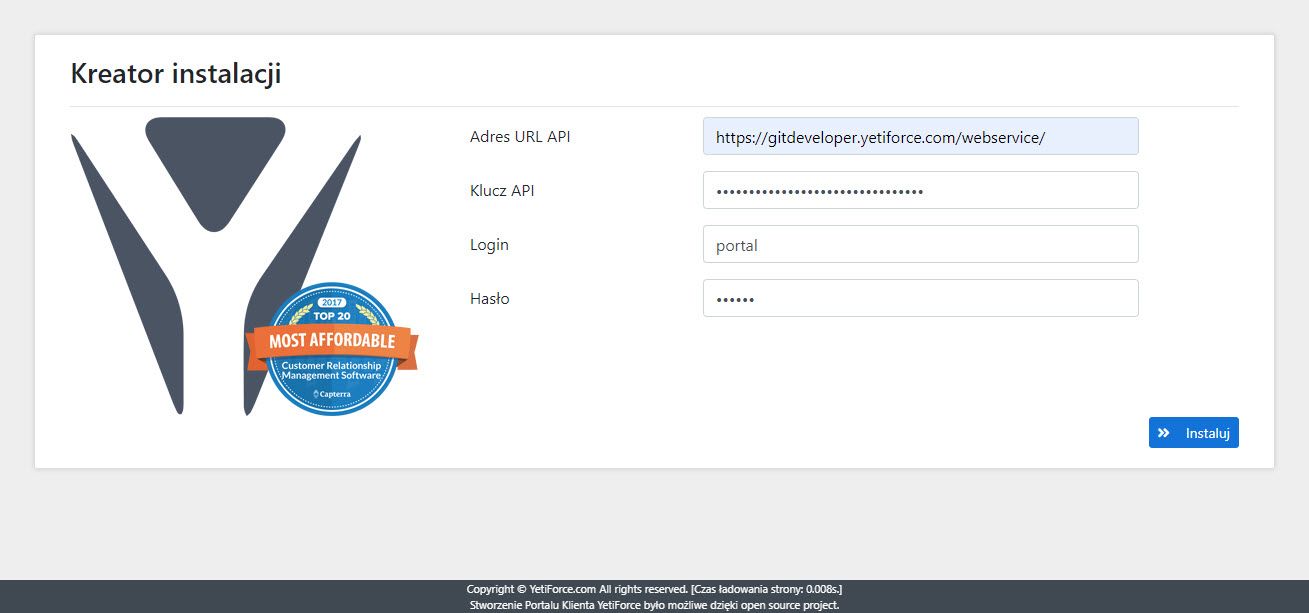 Kreator instalacji
Adres URL API
https://gitdeveloper.yetiforce.com/webservice/
Klucz API
••••••••••••••••••••••••••••••••
Login
portal
Hasło
••••••
2017
TOP 20
MOST AFFORDABLE
Customer Relationship
Management Software
Capterra
Instaluj
Copyright © YetiForce.com All rights reserved. [Czas ładowania strony: 0.008s.]
Stworzenie Portalu Klienta YetiForce było możliwe dzięki open source project.